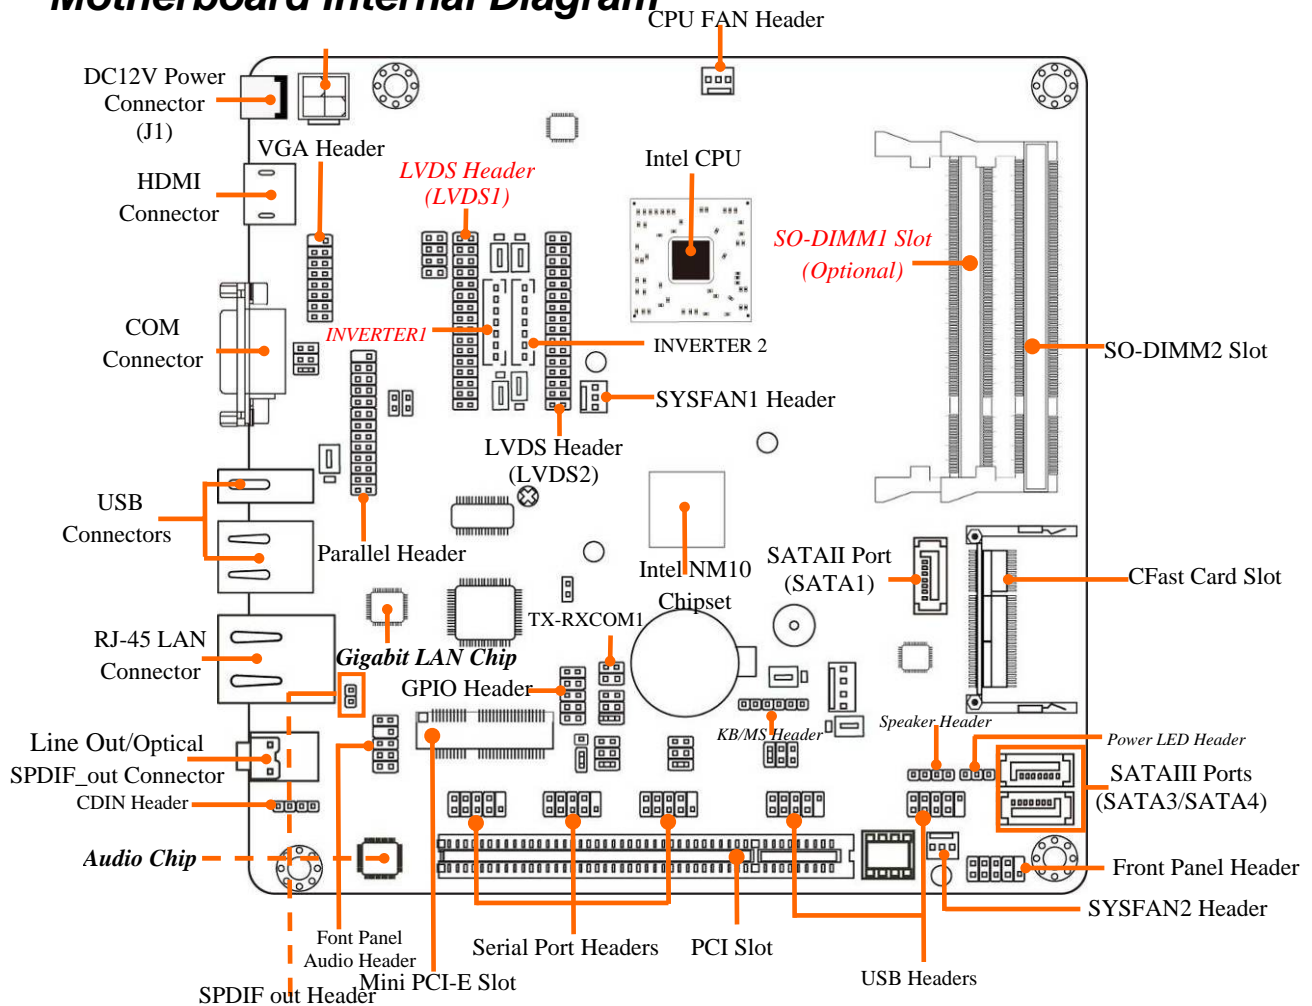 Motherboard Internal Diagram
CPU FAN Header
DC12V Power
Connector
(J1)
VGA Header
HDMI
Connector
LVDS Header
(LVDS1)
Intel CPU
SO-DIMM1 Slot
(Optional)
COM
Connector
INVERTER1
INVERTER 2
SO-DIMM2 Slot
SYSFAN1 Header
LVDS Header
(LVDS2)
USB
Connectors
Parallel Header
Intel NM10
Chipset
SATAII Port
(SATA1)
CFast Card Slot
TX-RXCOM1
RJ-45 LAN
Connector
Gigabit LAN Chip
GPIO Header
KB/MS Header
Speaker Header
Power LED Header
Line Out/Optical
SPDIF_out Connector
SATAIII Ports
(SATA3/SATA4)
CDIN Header
Audio Chip
Front Panel Header
SYSFAN2 Header
Font Panel
Audio Header
Serial Port Headers
PCI Slot
USB Headers
Mini PCI-E Slot
SPDIF out Header